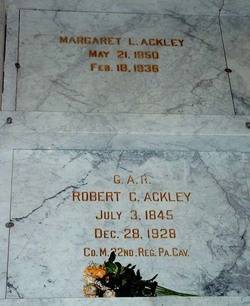 MARGARET L. ACKLEY
MAY 21, 1850
FEB. 18, 1936
G.A.R.
ROBERT C. ACKLEY
JULY 3, 1845
DEC. 28, 1928
CO. M. 22ND. REG. PA. CAV.